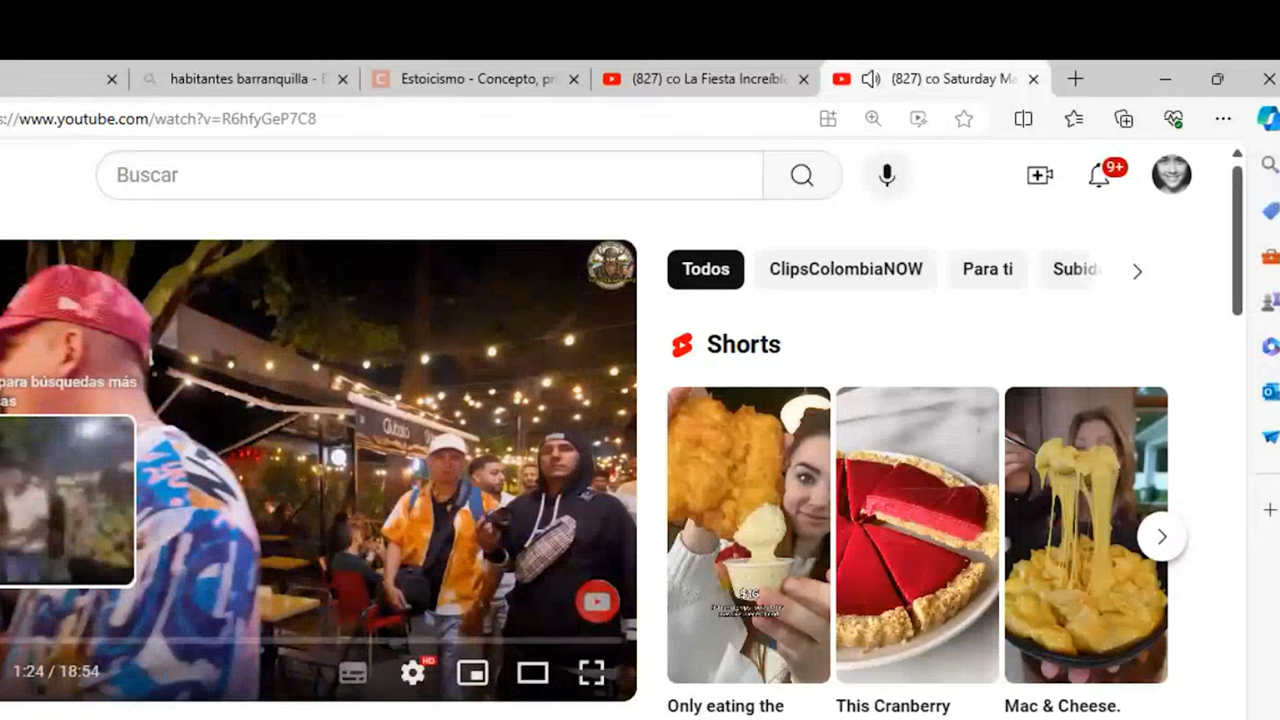 habitantes barranquilla -
Estoicismo - Concepto, pr
(827) co La Fiesta Increíbl
(827) co Saturday Ma
s://www.youtube.com/watch?v=R6hfyGeP7C8
Buscar
9+
Todos
ClipsColombiaNOW
Para ti
Subid
Shorts
para búsquedas más
as
1:24 / 18:54
HD
Only eating the
This Cranberry
Mac & Cheese.